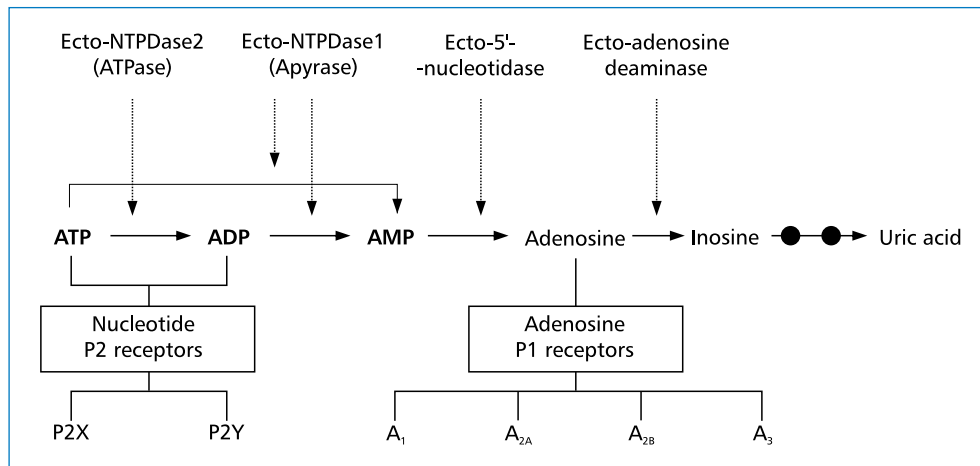 Ecto-NTPDase2
(ATPase)
Ecto-NTPDase1
(Apyrase)
Ecto-5'-
-nucleotidase
Ecto-adenosine
deaminase
ATP
ADP
AMP
Adenosine
Inosine
Uric acid
Nucleotide
P2 receptors
Adenosine
P1 receptors
P2X
P2Y
A₁
A₂A
A₂B
A₃